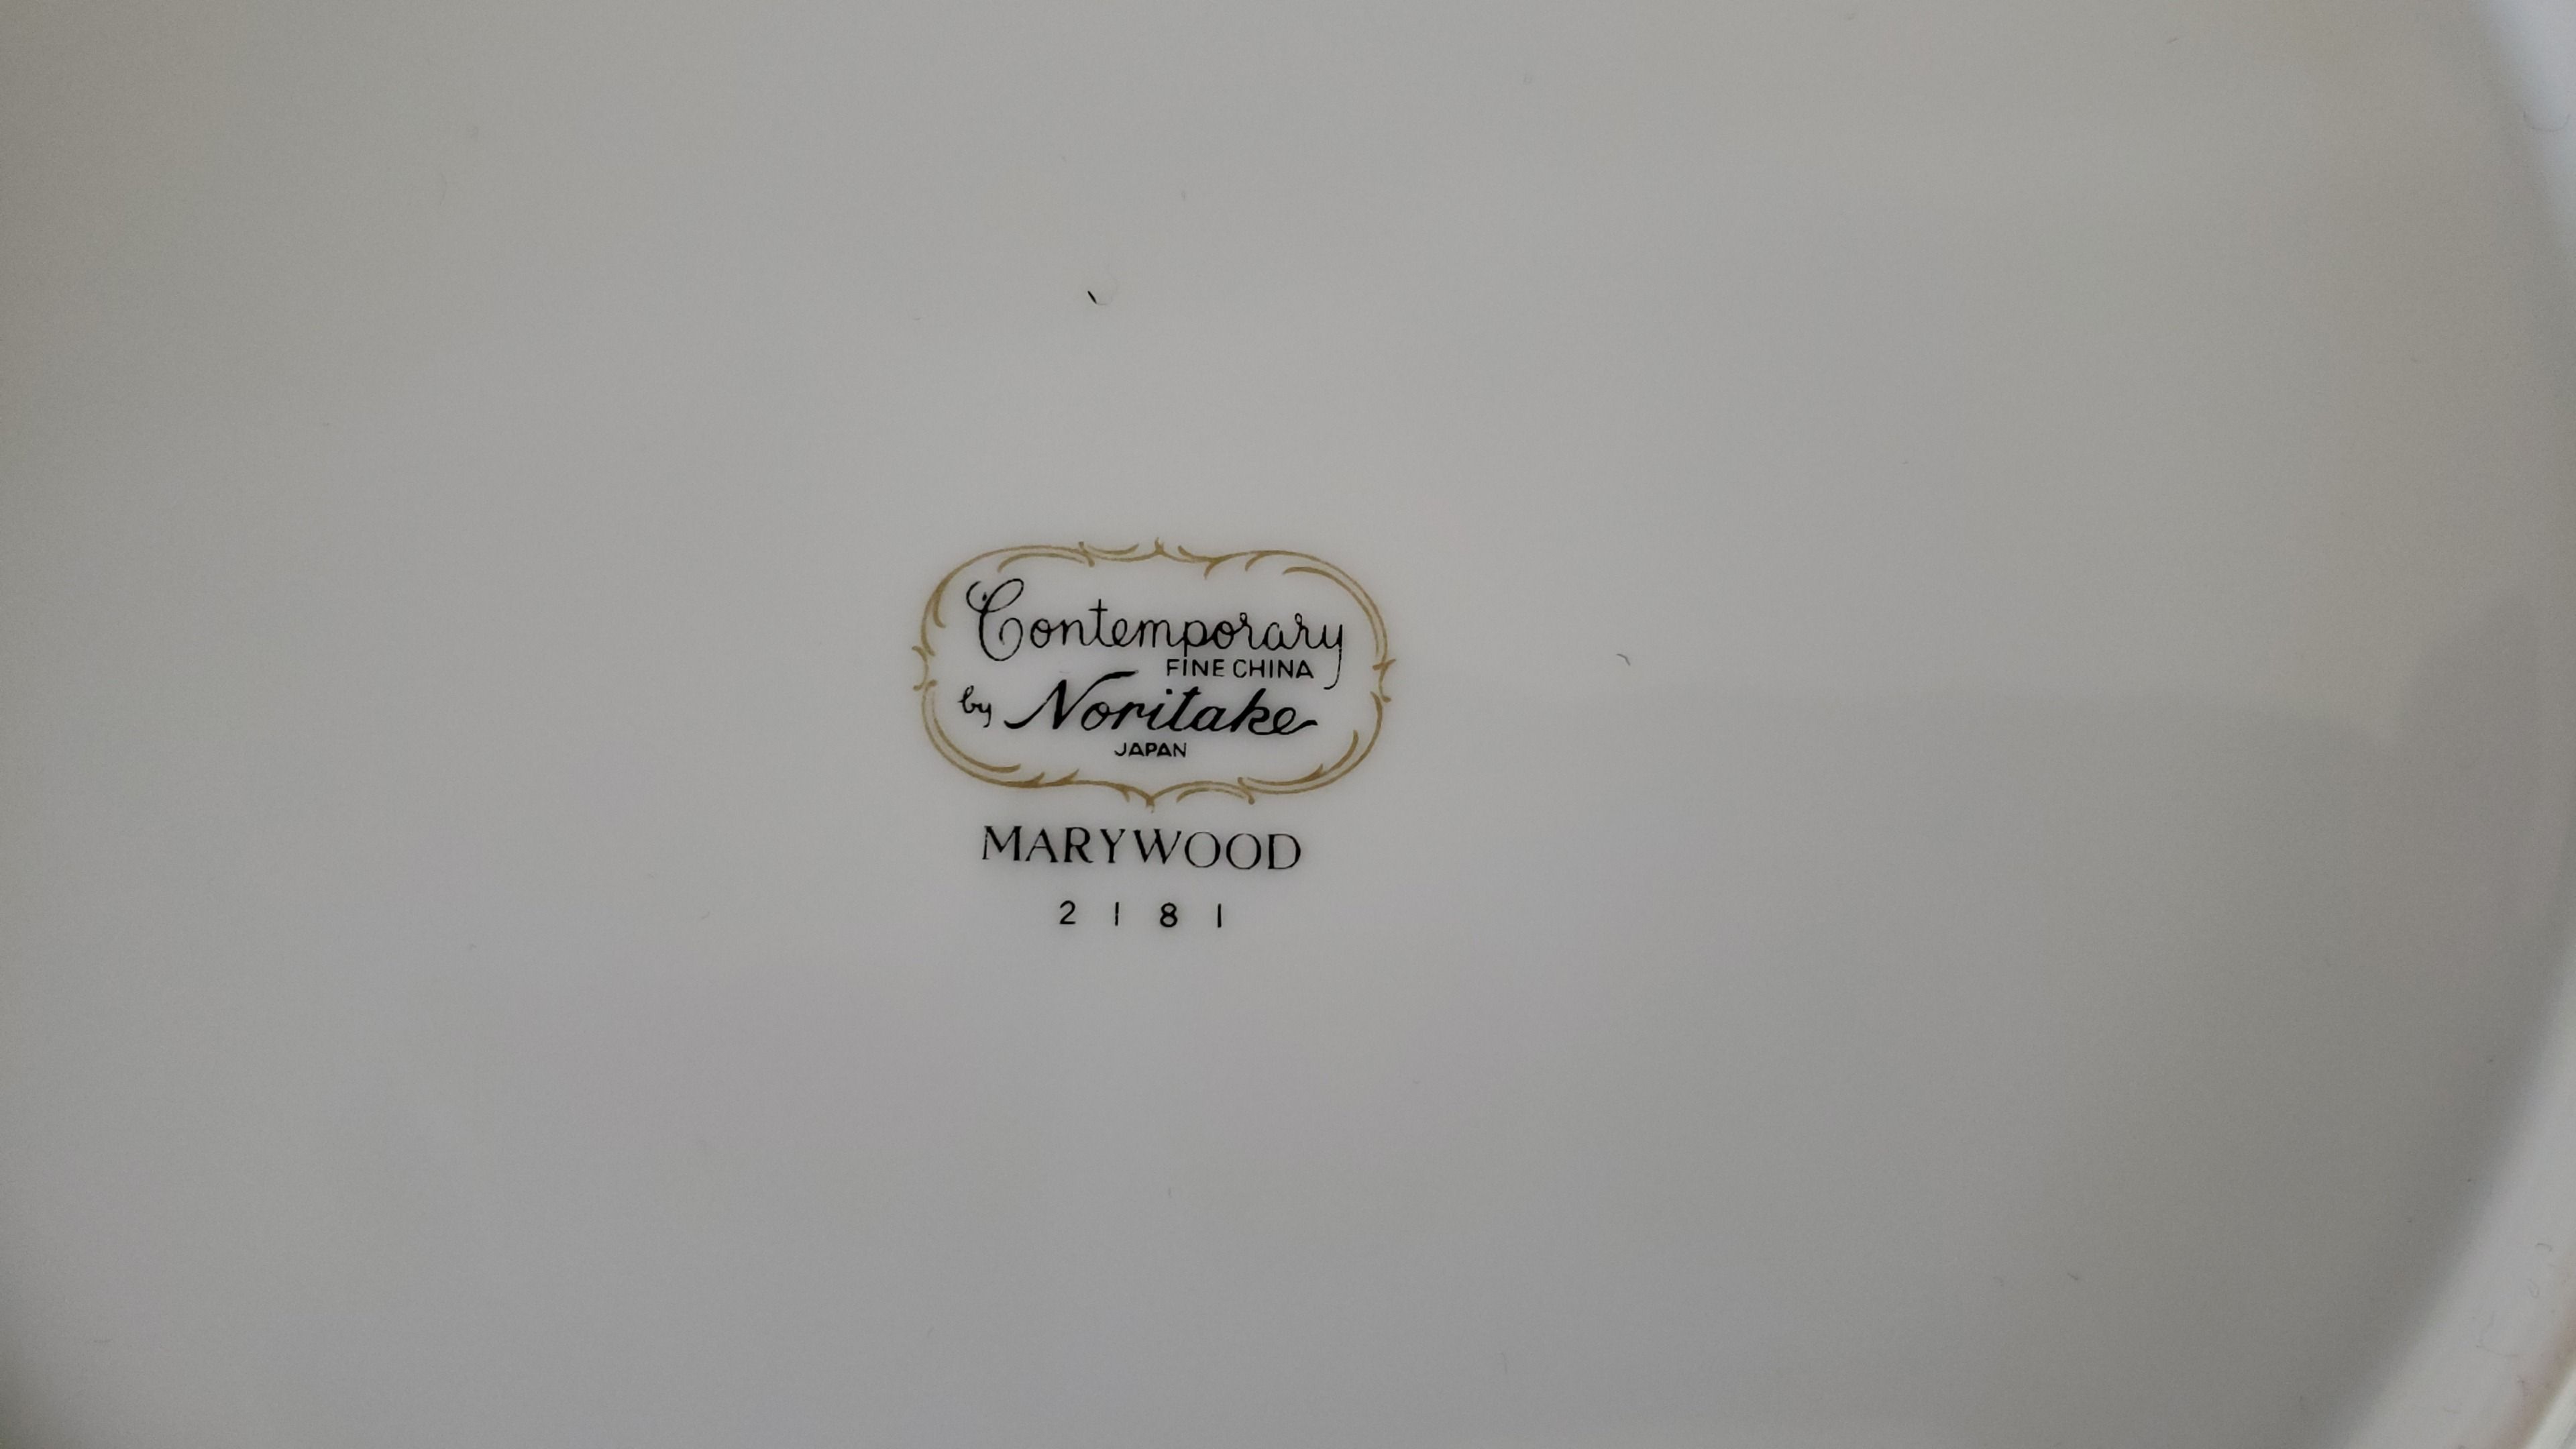 Contemporary
FINE CHINA
by Noritake
JAPAN
MARYWOOD
2181